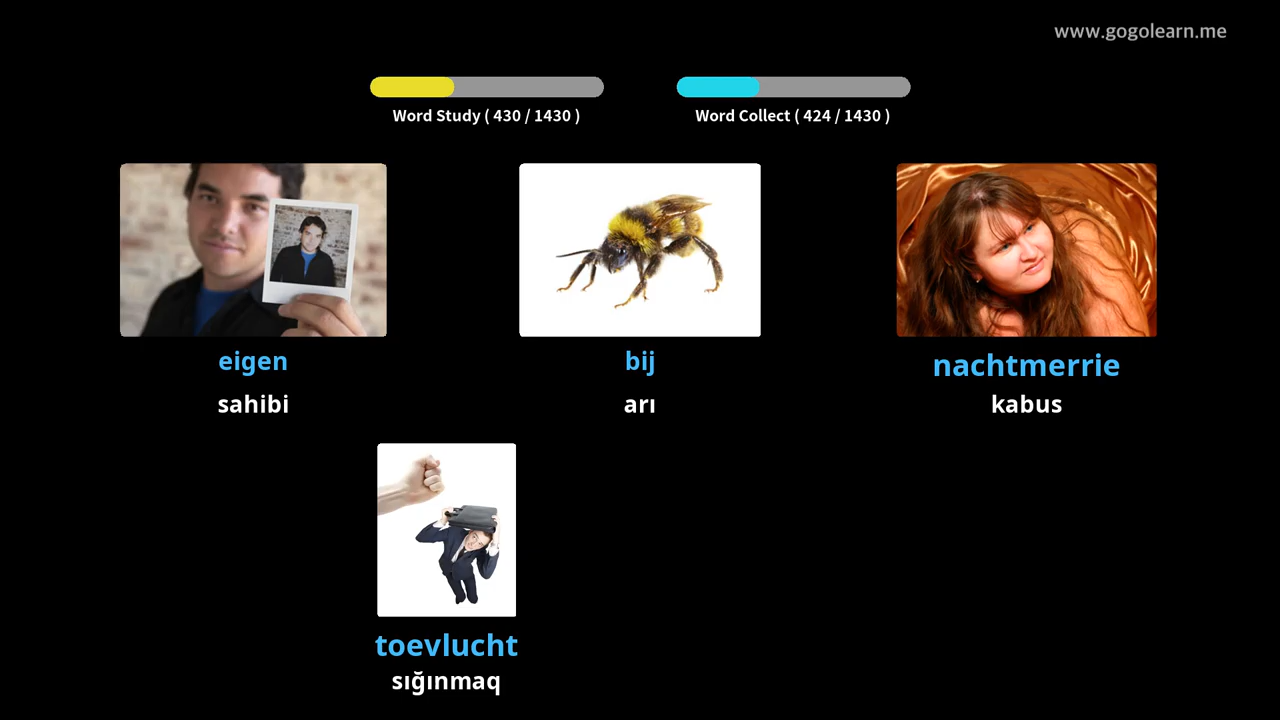 www.gogolearn.me
Word Study ( 430 / 1430 )
Word Collect ( 424 / 1430 )
eigen
sahibi
bij
arı
nachtmerrie
kabus
toevlucht
sığınmaq